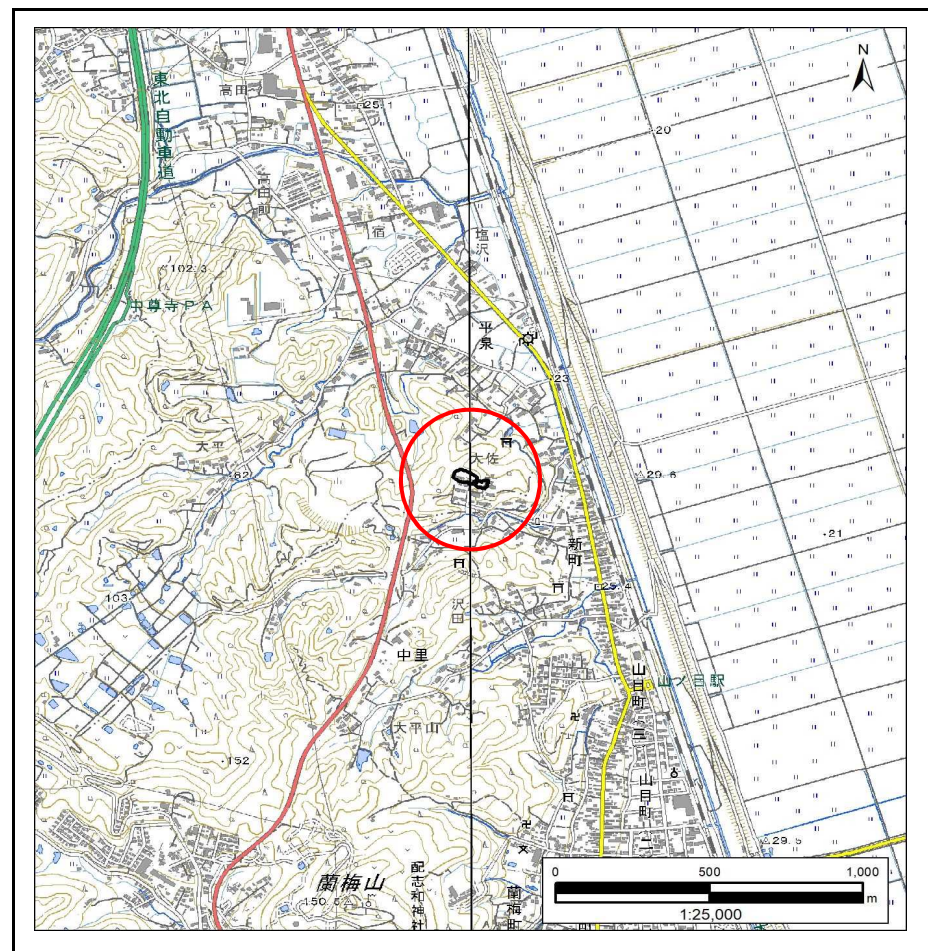 東北自動車道
高田
25.1
N
20
高田前
宿
塩沢
102.3
中尊寺PA
平泉
23
大佐
大平
62
29.6
21
新町
25.4
103
沢田
中里
山ノ目駅
山目町 三
大平山
152
山目町 二
29.5
蘭梅山
150.5
配志和神社
蘭梅町
町
0 500 1,000
m
1:25,000